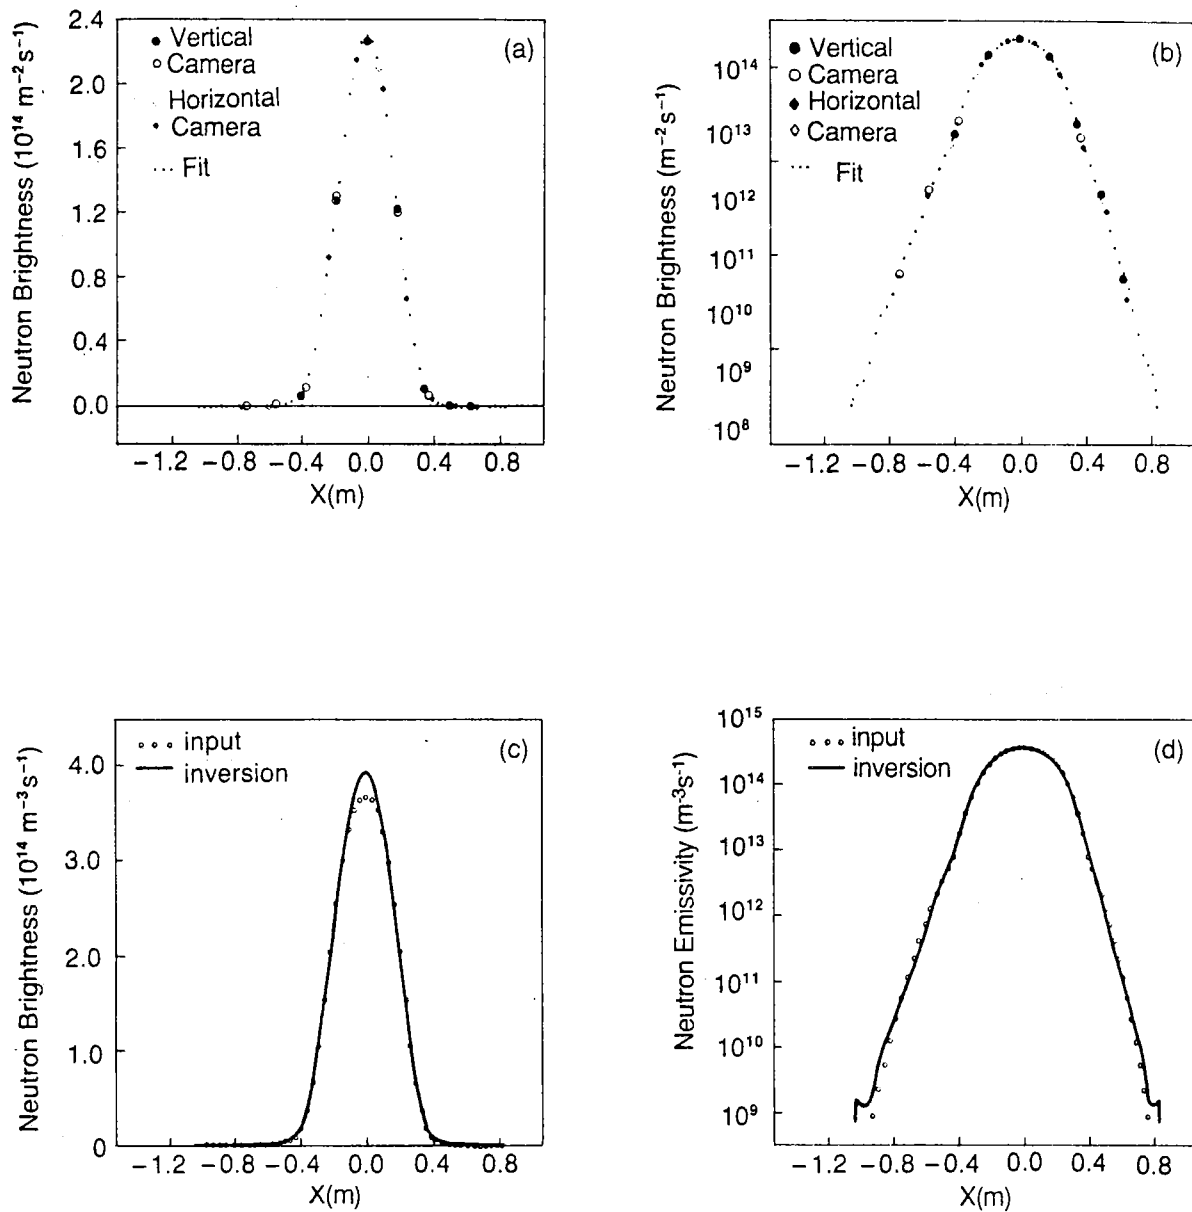 2.4
2.0
1.6
1.2
0.8
0.4
0.0
Neutron Brightness (10¹⁴ m⁻² s⁻¹)
Vertical
Camera
Horizontal
Camera
Fit
(a)
−1.2 −0.8 −0.4 0.0 0.4 0.8
X(m)
10¹⁴
10¹³
10¹²
10¹¹
10¹⁰
10⁹
10⁸
Neutron Brightness (m⁻² s⁻¹)
Vertical
Camera
Horizontal
Camera
Fit
(b)
−1.2 −0.8 −0.4 0.0 0.4 0.8
X(m)
4.0
3.0
2.0
1.0
0
Neutron Brightness (10¹⁴ m⁻³ s⁻¹)
input
inversion
(c)
−1.2 −0.8 −0.4 0.0 0.4 0.8
X(m)
10¹⁵
10¹⁴
10¹³
10¹²
10¹¹
10¹⁰
10⁹
Neutron Emissivity (m⁻³s⁻¹)
input
inversion
(d)
−1.2 −0.8 −0.4 0.0 0.4 0.8
X(m)